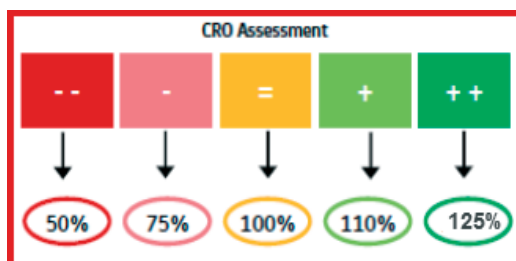 CRO Assessment
- - - = + + +
50% 75% 100% 110% 125%